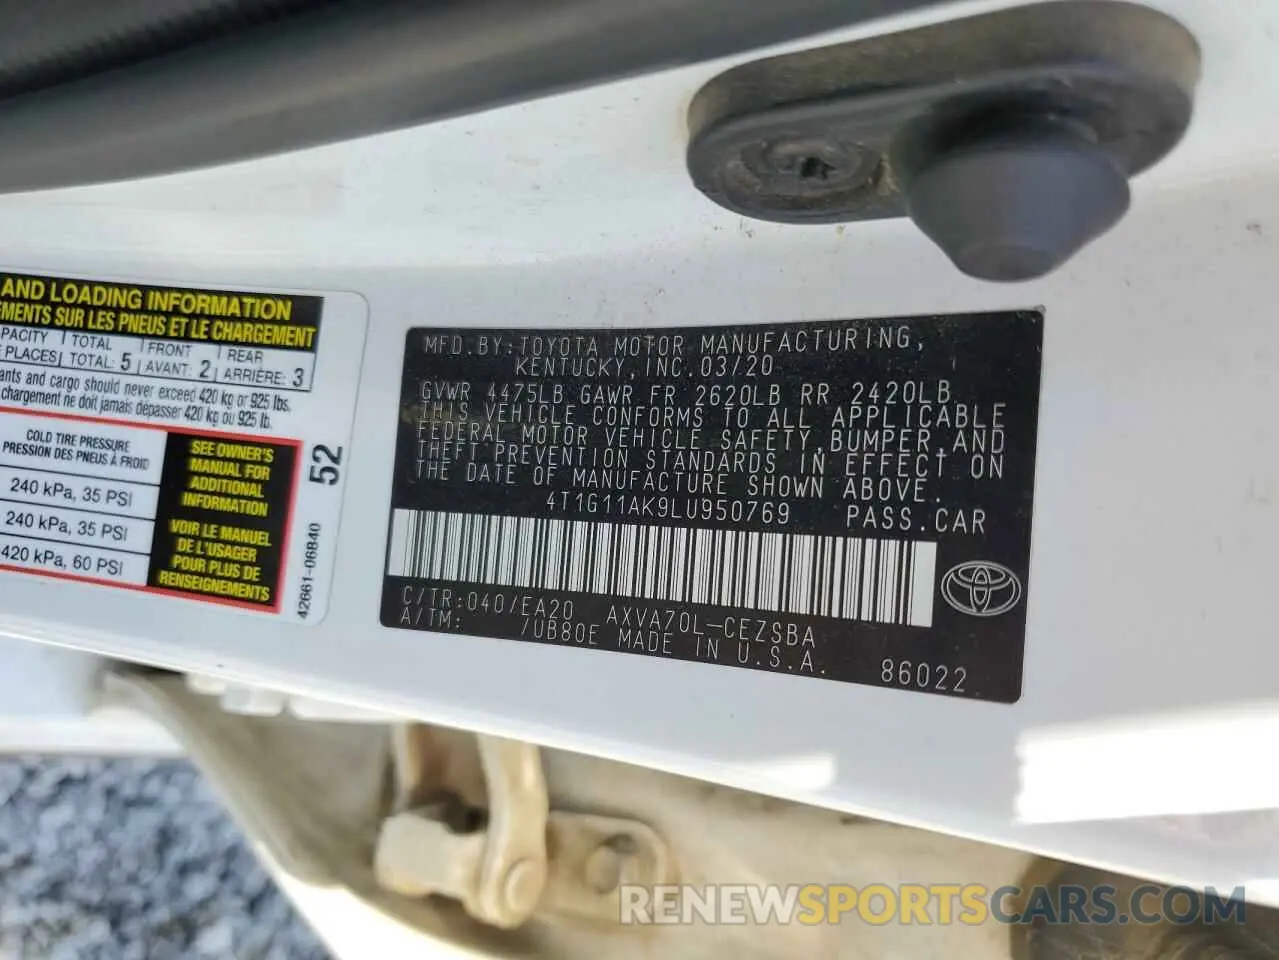 AND LOADING INFORMATION
EMENTS SUR LES PNEUS ET LE CHARGEMENT
PACITY TOTAL FRONT REAR
PLACES TOTAL: 5 AVANT: 2 ARRIÈRE: 3
ants and cargo should never exceed 420 kg or 925 lbs.
chargement ne doit jamais dépasser 420 kg ou 925 lb.
COLD TIRE PRESSURE
PRESSION DES PNEUS À FROID
240 kPa, 35 PSI
240 kPa, 35 PSI
420 kPa, 60 PSI
SEE OWNER'S
MANUAL FOR
ADDITIONAL
INFORMATION
VOIR LE MANUEL
DE L'USAGER
POUR PLUS DE
RENSEIGNEMENTS
52
42661-06840
MFD.BY:TOYOTA MOTOR MANUFACTURING,
KENTUCKY,INC.03/20
GVWR 4475LB GAWR FR 2620LB RR 2420LB
THIS VEHICLE CONFORMS TO ALL APPLICABLE
FEDERAL MOTOR VEHICLE SAFETY,BUMPER,AND
THEFT PREVENTION STANDARDS IN EFFECT ON
THE DATE OF MANUFACTURE SHOWN ABOVE.
4T1G11AK9LU950769 PASS.CAR
C/TR:040/EA20 AXVA70L-CEZSBA
A/TM: /UB80E MADE IN U.S.A.
86022
RENEWSPORTSCARS.COM